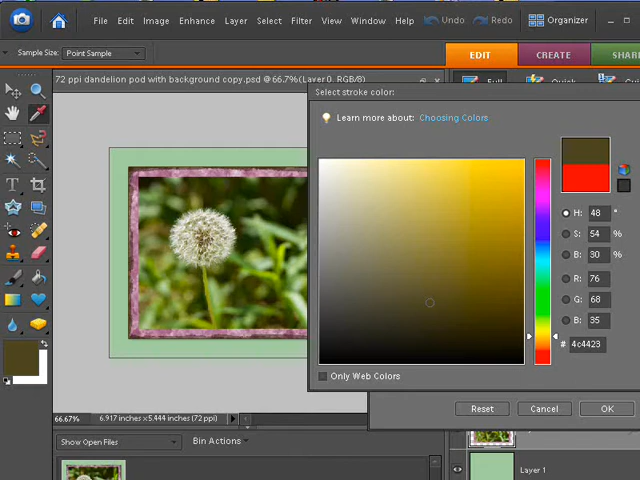 File Edit Image Enhance Layer Select Filter View Window Help Undo Redo Organizer
Sample Size: Point Sample
EDIT CREATE SHAR
72 ppi dandelion pod with background copy.psd @ 66.7% (Layer 0, RGB/8)
Full Quick Guid
Select stroke color:
Learn more about: Choosing Colors
H: 48 °
S: 54 %
B: 30 %
R: 76
G: 68
B: 35
# 4c4423
Only Web Colors
Reset Cancel OK
66.67% 6.917 inches x 5.444 inches (72 ppi)
Show Open Files Bin Actions
Layer 1